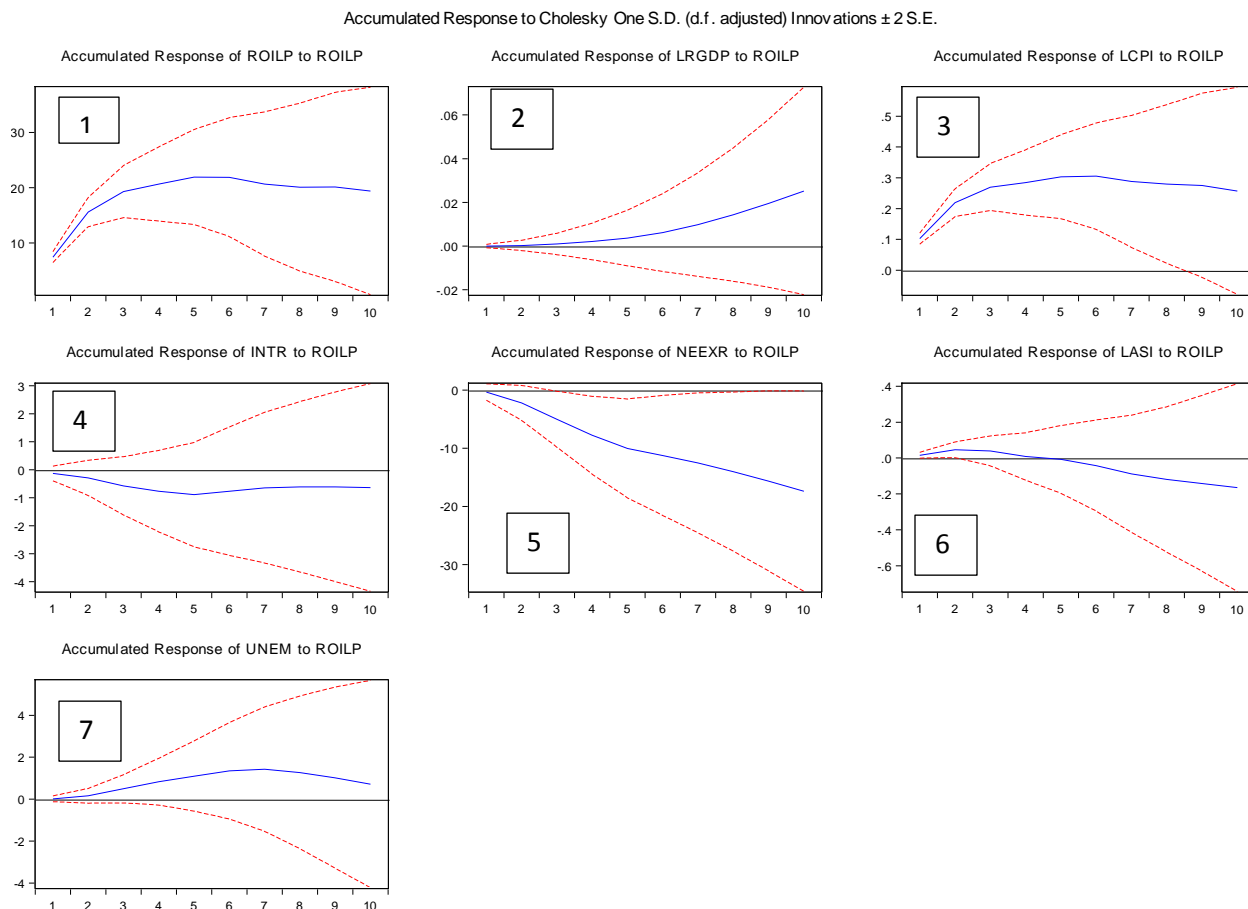 Accumulated Response to Cholesky One S.D. (d.f. adjusted) Innovations ± 2 S.E.
Accumulated Response of ROILP to ROILP
1
30
20
10
1 2 3 4 5 6 7 8 9 10
Accumulated Response of LRGDP to ROILP
2
.06
.04
.02
.00
-.02
1 2 3 4 5 6 7 8 9 10
Accumulated Response of LCPI to ROILP
3
.5
.4
.3
.2
.1
.0
1 2 3 4 5 6 7 8 9 10
Accumulated Response of INTR to ROILP
4
3
2
1
0
-1
-2
-3
-4
1 2 3 4 5 6 7 8 9 10
Accumulated Response of NEEXR to ROILP
0
-10
-20
-30
5
1 2 3 4 5 6 7 8 9 10
Accumulated Response of LASI to ROILP
.4
.2
.0
-.2
-.4
-.6
6
1 2 3 4 5 6 7 8 9 10
Accumulated Response of UNEM to ROILP
7
4
2
0
-2
-4
1 2 3 4 5 6 7 8 9 10